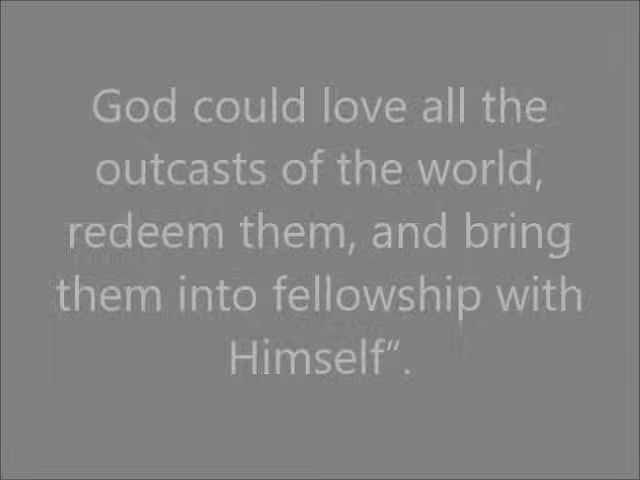 God could love all the
outcasts of the world,
redeem them, and bring
them into fellowship with
Himself”.